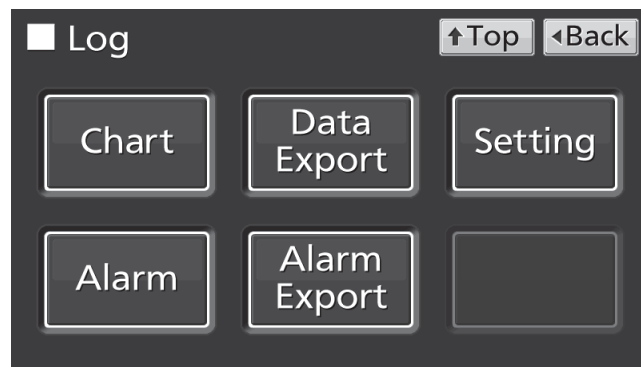 Log
↑Top
◂Back
Chart
Data
Export
Setting
Alarm
Alarm
Export